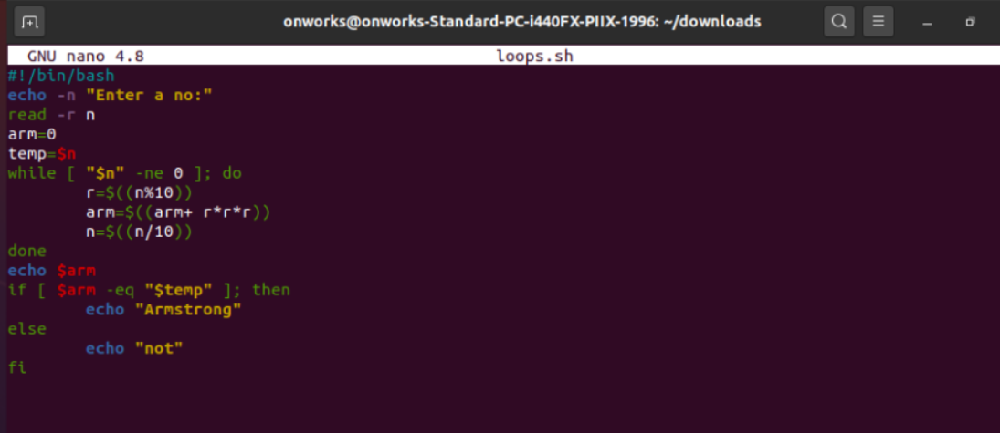 onworks@onworks-Standard-PC-i440FX-PIIX-1996: ~/downloads
GNU nano 4.8 loops.sh
#!/bin/bash
echo -n "Enter a no:"
read -r n
arm=0
temp=$n
while [ "$n" -ne 0 ]; do
        r=$((n%10))
        arm=$((arm+ r*r*r))
        n=$((n/10))
done
echo $arm
if [ $arm -eq "$temp" ]; then
        echo "Armstrong"
else
        echo "not"
fi